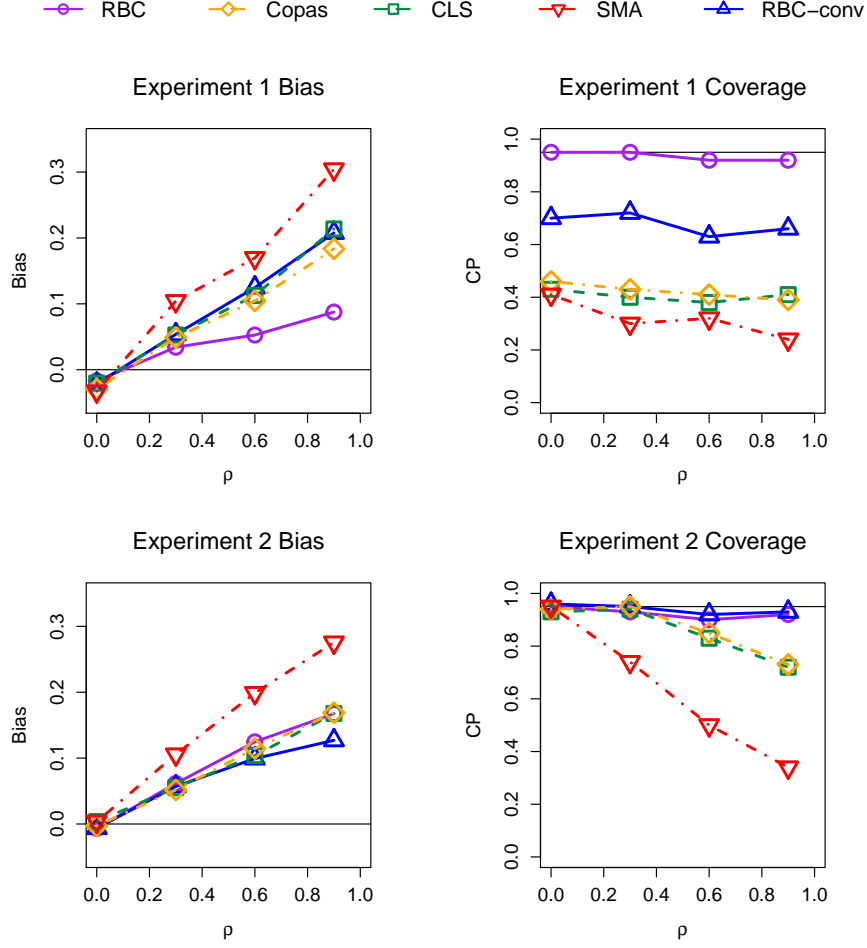 RBC Copas CLS SMA RBC−conv
Experiment 1 Bias
Bias
0.0 0.1 0.2 0.3
0.0 0.2 0.4 0.6 0.8 1.0
ρ
Experiment 1 Coverage
CP
0.0 0.2 0.4 0.6 0.8 1.0
0.0 0.2 0.4 0.6 0.8 1.0
ρ
Experiment 2 Bias
Bias
0.0 0.1 0.2 0.3
0.0 0.2 0.4 0.6 0.8 1.0
ρ
Experiment 2 Coverage
CP
0.0 0.2 0.4 0.6 0.8 1.0
0.0 0.2 0.4 0.6 0.8 1.0
ρ